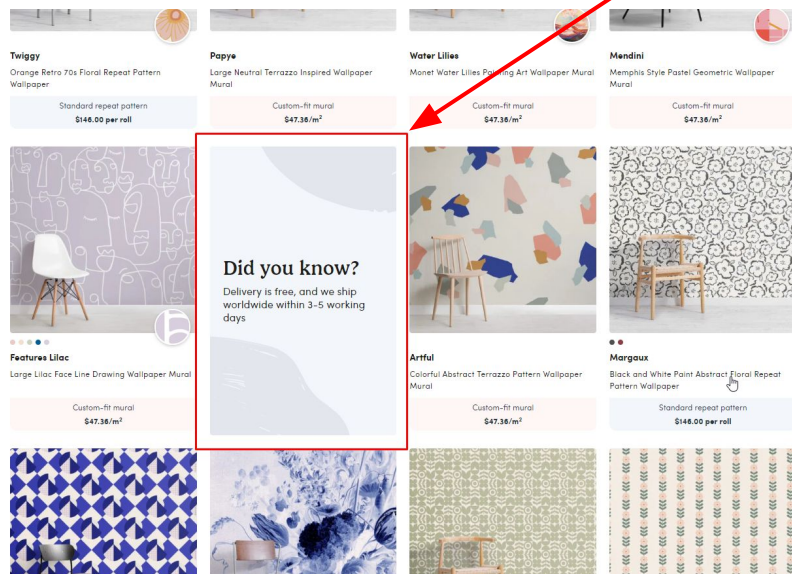 Twiggy
Orange Retro 70s Floral Repeat Pattern
Wallpaper
Standard repeat pattern
$146.00 per roll
Papye
Large Neutral Terrazzo Inspired Wallpaper
Mural
Custom-fit mural
$47.36/m²
Water Lilies
Monet Water Lilies Painting Art Wallpaper Mural
Custom-fit mural
$47.36/m²
Mendini
Memphis Style Pastel Geometric Wallpaper
Mural
Custom-fit mural
$47.36/m²
Features Lilac
Large Lilac Face Line Drawing Wallpaper Mural
Custom-fit mural
$47.36/m²
Did you know?
Delivery is free, and we ship
worldwide within 3-5 working
days
Artful
Colorful Abstract Terrazzo Pattern Wallpaper
Mural
Custom-fit mural
$47.36/m²
Margaux
Black and White Paint Abstract Floral Repeat
Pattern Wallpaper
Standard repeat pattern
$146.00 per roll